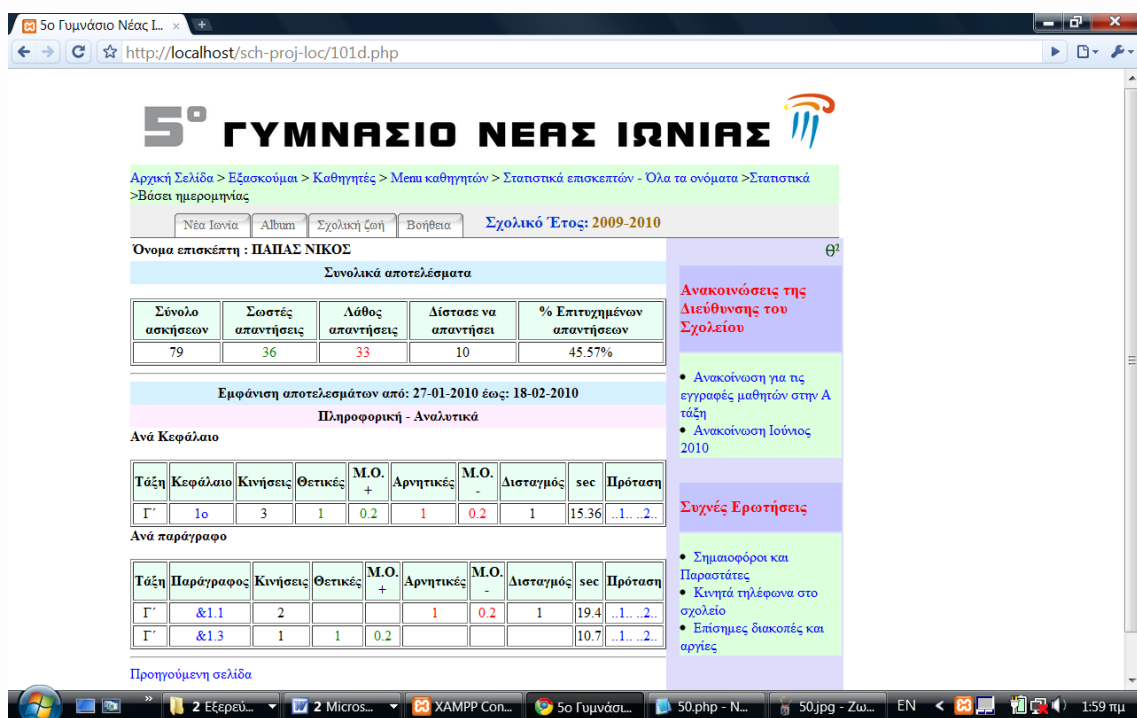 5ο Γυμνάσιο Νέας Ι...
http://localhost/sch-proj-loc/101d.php
5° ΓΥΜΝΑΣΙΟ ΝΕΑΣ ΙΩΝΙΑΣ
Αρχική Σελίδα > Εξασκούμαι > Καθηγητές > Menu καθηγητών > Στατιστικά επισκεπτών - Όλα τα ονόματα >Στατιστικά
>Βάσει ημερομηνίας
Νέα Ιωνία Album Σχολική ζωή Βοήθεια Σχολικό Έτος: 2009-2010
Όνομα επισκέπτη : ΠΑΠΑΣ ΝΙΚΟΣ
Συνολικά αποτελέσματα
Σύνολο ασκήσεων Σωστές απαντήσεις Λάθος απαντήσεις Δίστασε να απαντήσει % Επιτυχημένων απαντήσεων
79 36 33 10 45.57%
Εμφάνιση αποτελεσμάτων από: 27-01-2010 έως: 18-02-2010
Πληροφορική - Αναλυτικά
Ανά Κεφάλαιο
Τάξη Κεφάλαιο Κινήσεις Θετικές Μ.Ο. + Αρνητικές Μ.Ο. - Δισταγμός sec Πρόταση
Γ΄ 1ο 3 1 0.2 1 0.2 1 15.36 ..1.. ..2..
Ανά παράγραφο
Τάξη Παράγραφος Κινήσεις Θετικές Μ.Ο. + Αρνητικές Μ.Ο. - Δισταγμός sec Πρόταση
Γ΄ &1.1 2 1 0.2 1 19.4 ..1.. ..2..
Γ΄ &1.3 1 1 0.2 10.7 ..1.. ..2..
Προηγούμενη σελίδα
θ²
Ανακοινώσεις της
Διεύθυνσης του
Σχολείου
• Ανακοίνωση για τις
εγγραφές μαθητών στην Α
τάξη
• Ανακοίνωση Ιούνιος
2010
Συχνές Ερωτήσεις
• Σημαιοφόροι και
Παραστάτες
• Κινητά τηλέφωνα στο
σχολείο
• Επίσημες διακοπές και
αργίες
2 Εξερεύ... 2 Micros... XAMPP Con... 5ο Γυμνάσι... 50.php - N... 50.jpg - Ζω... EN 1:59 πμ